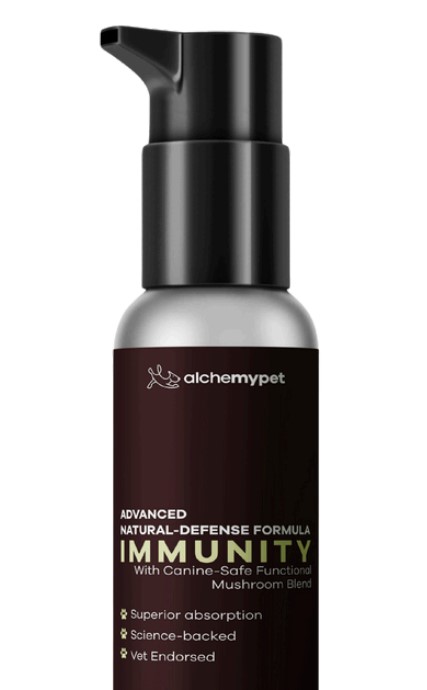 alchemypet
ADVANCED
NATURAL-DEFENSE FORMULA
IMMUNITY
With Canine-Safe Functional
Mushroom Blend
Superior absorption
Science-backed
Vet Endorsed